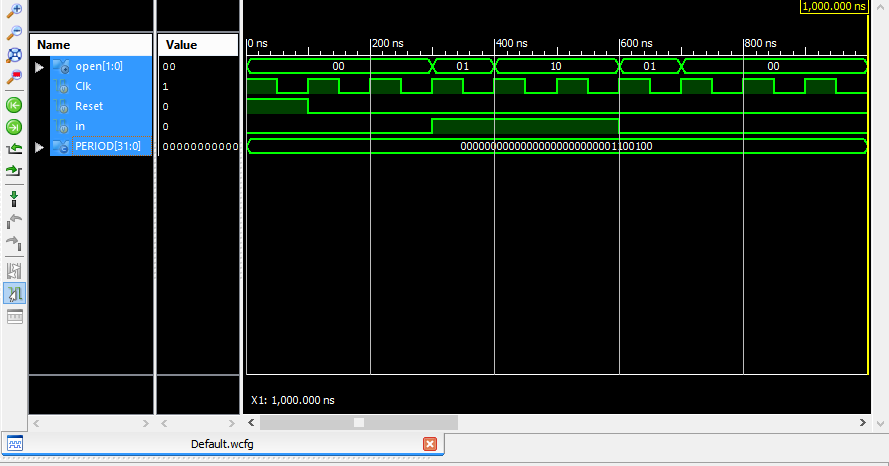 1,000.000 ns
Name Value
0 ns 200 ns 400 ns 600 ns 800 ns
open[1:0] 00 00 01 10 01 00
Clk 1
Reset 0
in 0
PERIOD[31:0] 000000000000 00000000000000000000000001100100
X1: 1,000.000 ns
Default.wcfg